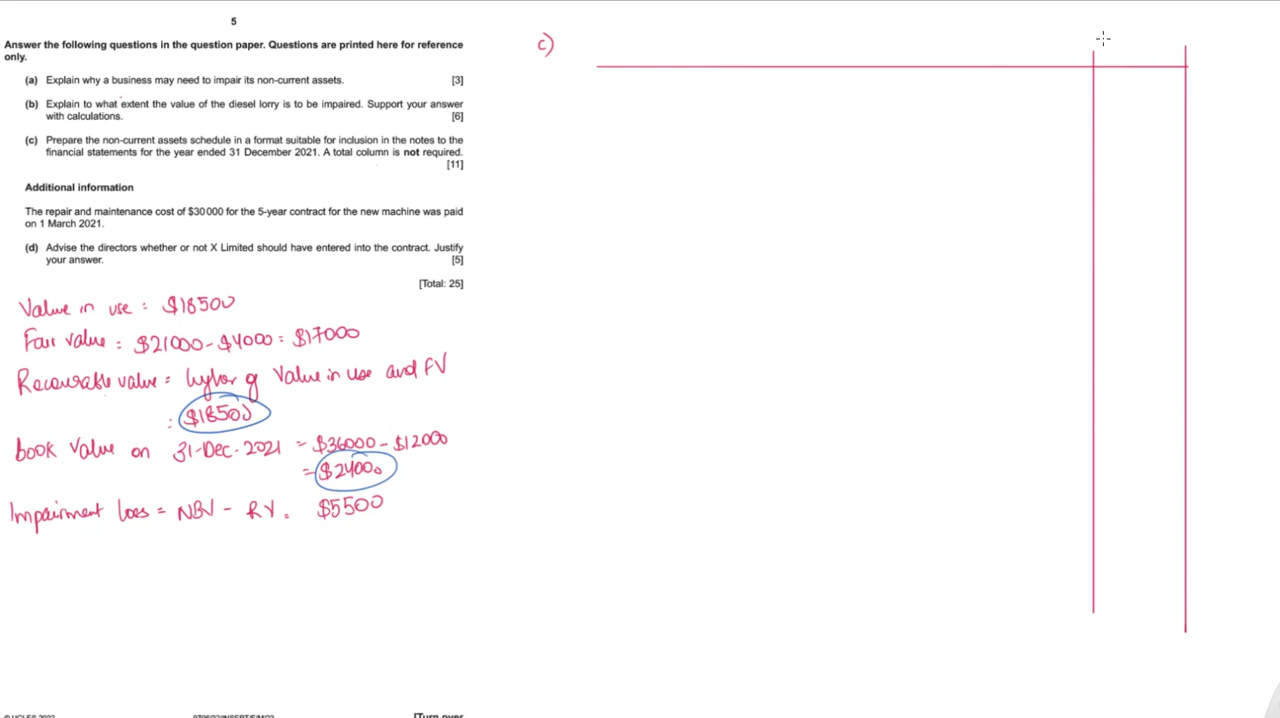 5
Answer the following questions in the question paper. Questions are printed here for reference
only.
(a) Explain why a business may need to impair its non-current assets. [3]
(b) Explain to what extent the value of the diesel lorry is to be impaired. Support your answer
with calculations. [6]
(c) Prepare the non-current assets schedule in a format suitable for inclusion in the notes to the
financial statements for the year ended 31 December 2021. A total column is not required.
[11]
Additional information
The repair and maintenance cost of $30000 for the 5-year contract for the new machine was paid
on 1 March 2021.
(d) Advise the directors whether or not X Limited should have entered into the contract. Justify
your answer. [5]
[Total: 25]
Value in use = $18500
Fair value = $21000 - $4000 = $17000
value = of Value in use and FV
: $18500
book value on 31-Dec-2021 = $36000 - $12000
= $24000
Impairment loss = NBV - RV = $5500
[Turn over
c)